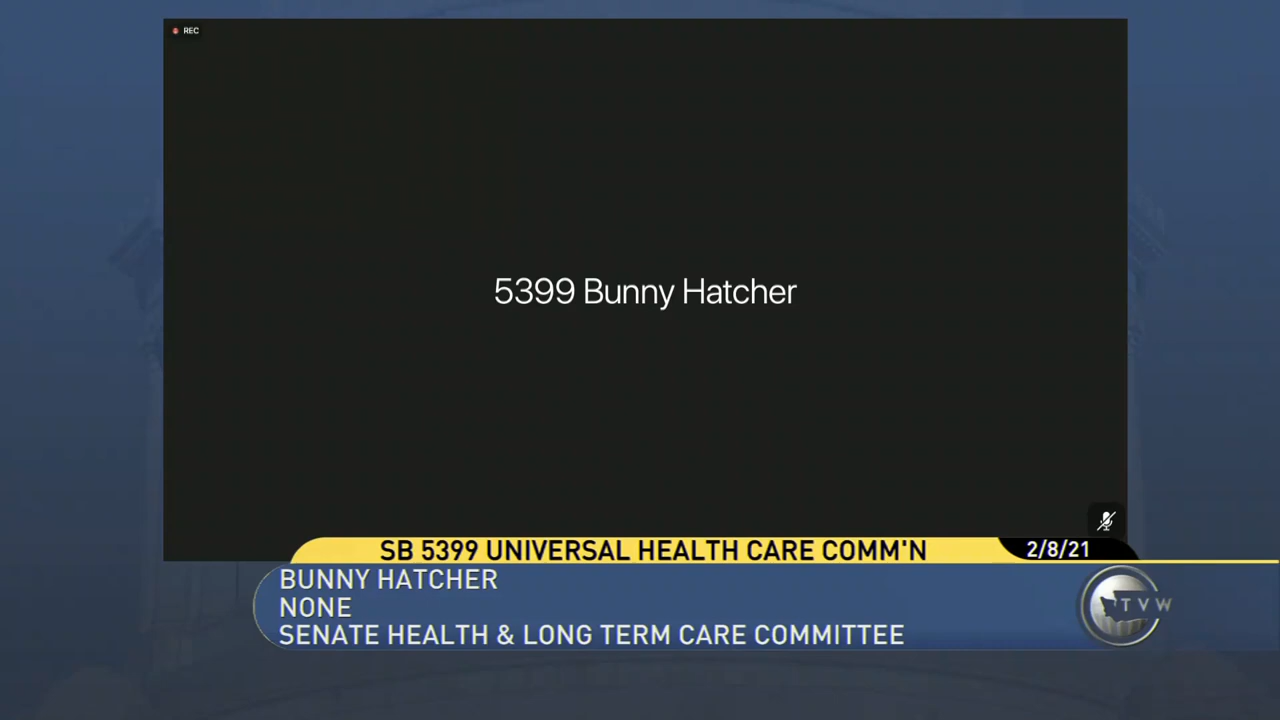 REC
5399 Bunny Hatcher
SB 5399 UNIVERSAL HEALTH CARE COMM'N
2/8/21
BUNNY HATCHER
NONE
SENATE HEALTH & LONG TERM CARE COMMITTEE
TVW